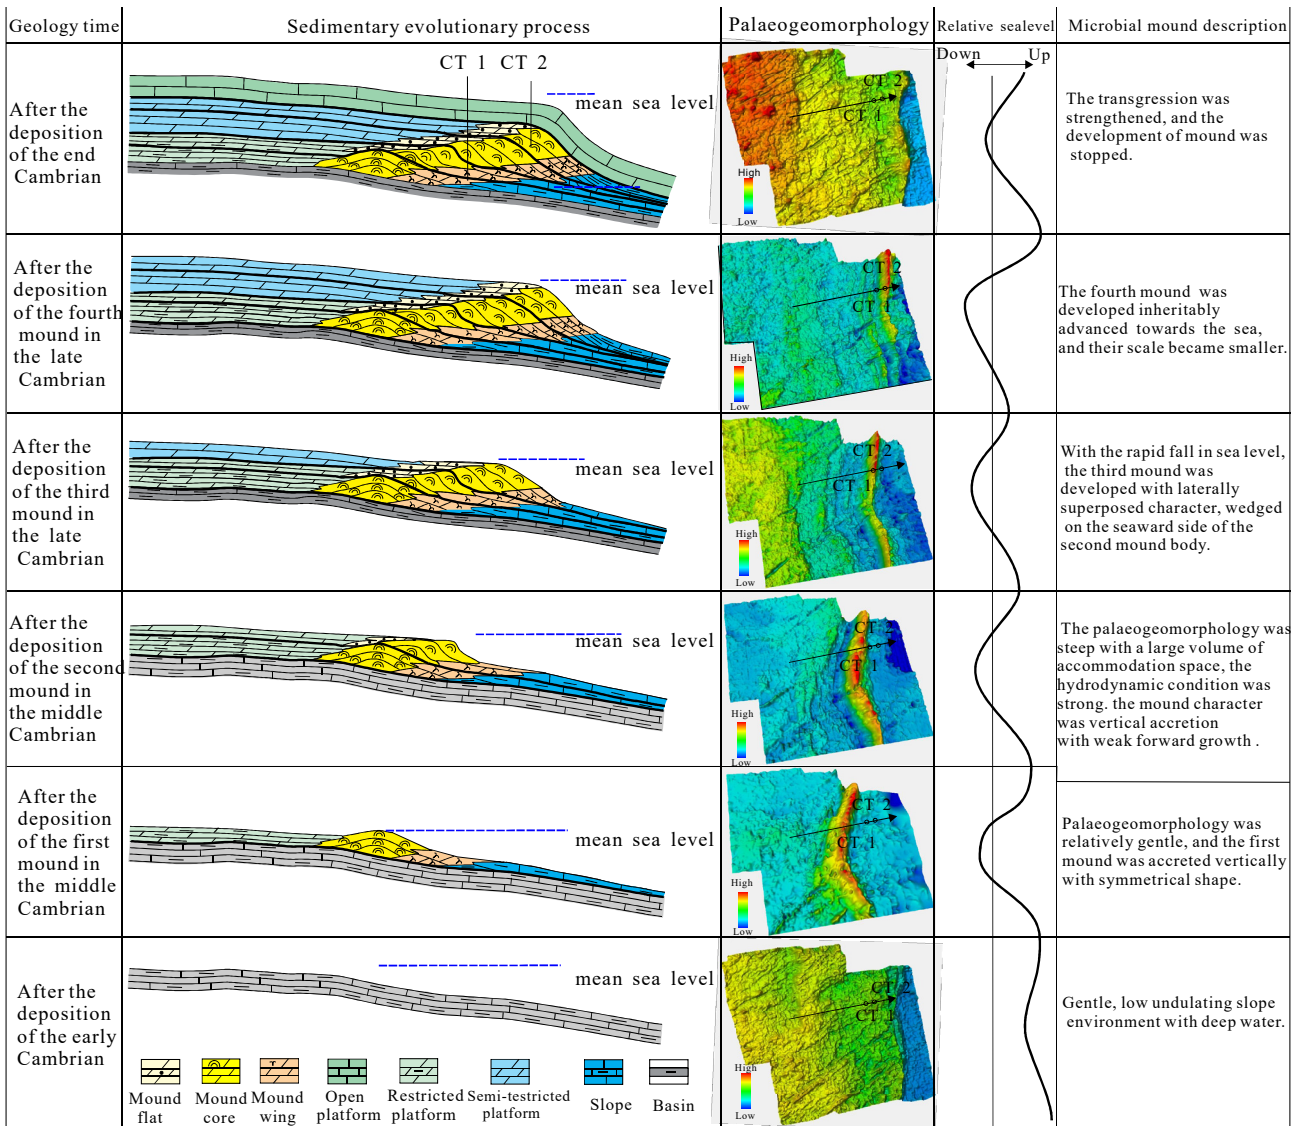 Geology time
Sedimentary evolutionary process
Palaeogeomorphology
Relative sealevel
Microbial mound description
After the
deposition
of the end
Cambrian
CT 1 CT 2
mean sea level
CT 2
CT 1
High
Low
Down
Up
The transgression was
strengthened, and the
development of mound was
stopped.
After the
deposition
of the fourth
mound in
the late
Cambrian
mean sea level
CT 2
CT 1
High
Low
The fourth mound was
developed inheritably
advanced towards the sea,
and their scale became smaller.
After the
deposition
of the third
mound in
the late
Cambrian
mean sea level
CT 2
CT 1
High
Low
With the rapid fall in sea level,
the third mound was
developed with laterally
superposed character, wedged
on the seaward side of the
second mound body.
After the
deposition
of the second
mound in
the middle
Cambrian
mean sea level
CT 2
CT 1
High
Low
The palaeogeomorphology was
steep with a large volume of
accommodation space, the
hydrodynamic condition was
strong. the mound character
was vertical accretion
with weak forward growth .
After the
deposition
of the first
mound in
the middle
Cambrian
mean sea level
CT 2
CT 1
High
Low
Palaeogeomorphology was
relatively gentle, and the first
mound was accreted vertically
with symmetrical shape.
After the
deposition
of the early
Cambrian
mean sea level
CT 2
CT 1
High
Low
Gentle, low undulating slope
environment with deep water.
Mound
flat
Mound
core
Mound
wing
Open
platform
Restricted
platform
Semi-testricted
platform
Slope
Basin